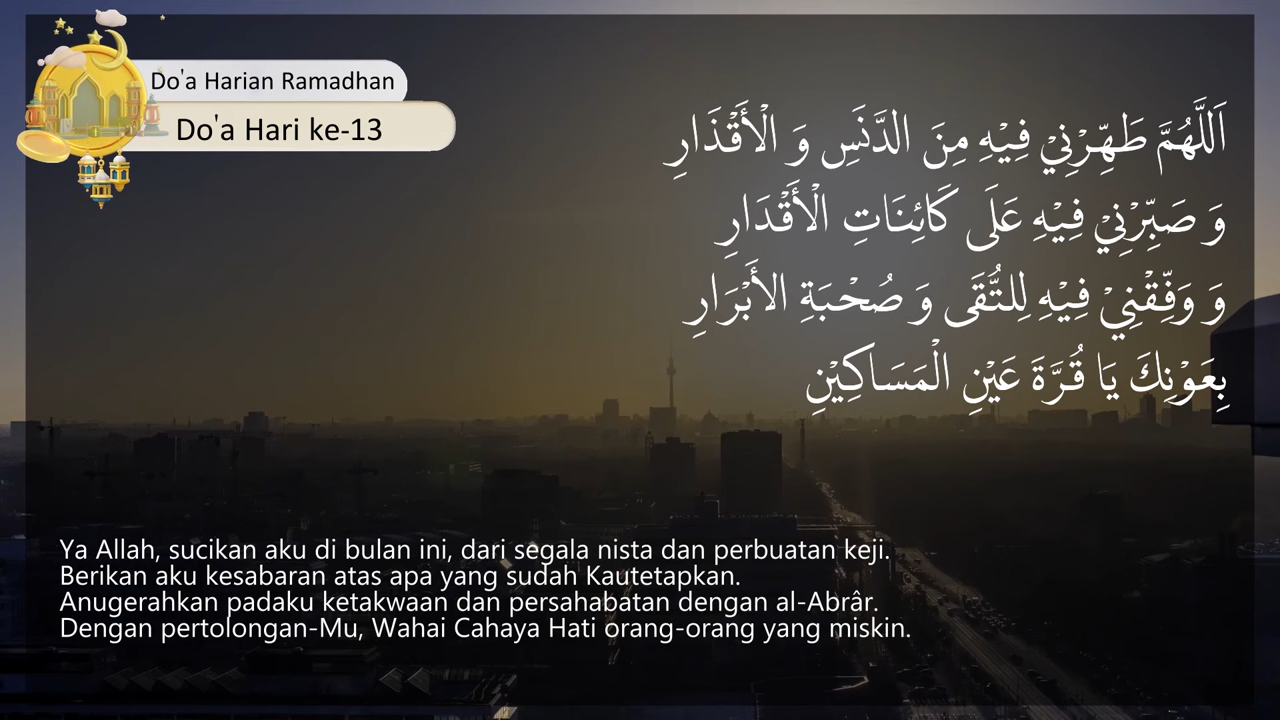 Do'a Harian Ramadhan
Do'a Hari ke-13
اَللَّهُمَّ طَهِّرْنِيْ فِيْهِ مِنَ الدَّنَسِ وَ الْأَقْذَارِ
وَ صَبِّرْنِيْ فِيْهِ عَلَى كَائِنَاتِ الْأَقْدَارِ
وَ وَفِّقْنِيْ فِيْهِ لِلتُّقَى وَ صُحْبَةِ الأَبْرَارِ
بِعَوْنِكَ يَا قُرَّةَ عَيْنِ الْمَسَاكِيْنِ
Ya Allah, sucikan aku di bulan ini, dari segala nista dan perbuatan keji.
Berikan aku kesabaran atas apa yang sudah Kautetapkan.
Anugerahkan padaku ketakwaan dan persahabatan dengan al-Abrâr.
Dengan pertolongan-Mu, Wahai Cahaya Hati orang-orang yang miskin.